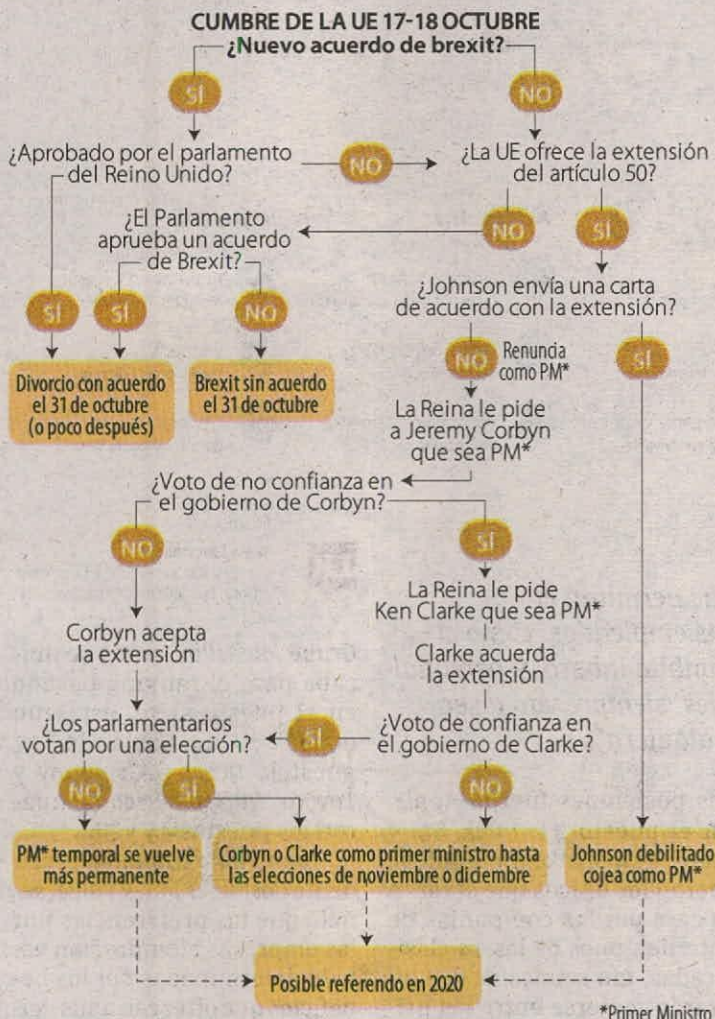 CUMBRE DE LA UE 17-18 OCTUBRE
¿Nuevo acuerdo de brexit?
SÍ
NO
¿Aprobado por el parlamento
del Reino Unido?
NO
¿La UE ofrece la extensión
del artículo 50?
NO
SÍ
¿El Parlamento
aprueba un acuerdo
de Brexit?
SÍ
SÍ
NO
¿Johnson envía una carta
de acuerdo con la extensión?
NO
Renuncia
como PM*
SÍ
Divorcio con acuerdo
el 31 de octubre
(o poco después)
Brexit sin acuerdo
el 31 de octubre
La Reina le pide
a Jeremy Corbyn
que sea PM*
¿Voto de no confianza en
el gobierno de Corbyn?
NO
SÍ
Corbyn acepta
la extensión
La Reina le pide
Ken Clarke que sea PM*
Clarke acuerda
la extensión
¿Los parlamentarios
votan por una elección?
SÍ
¿Voto de confianza en
el gobierno de Clarke?
NO
SÍ
NO
PM* temporal se vuelve
más permanente
Corbyn o Clarke como primer ministro hasta
las elecciones de noviembre o diciembre
Johnson debilitado
cojea como PM*
Posible referendo en 2020
*Primer Ministro